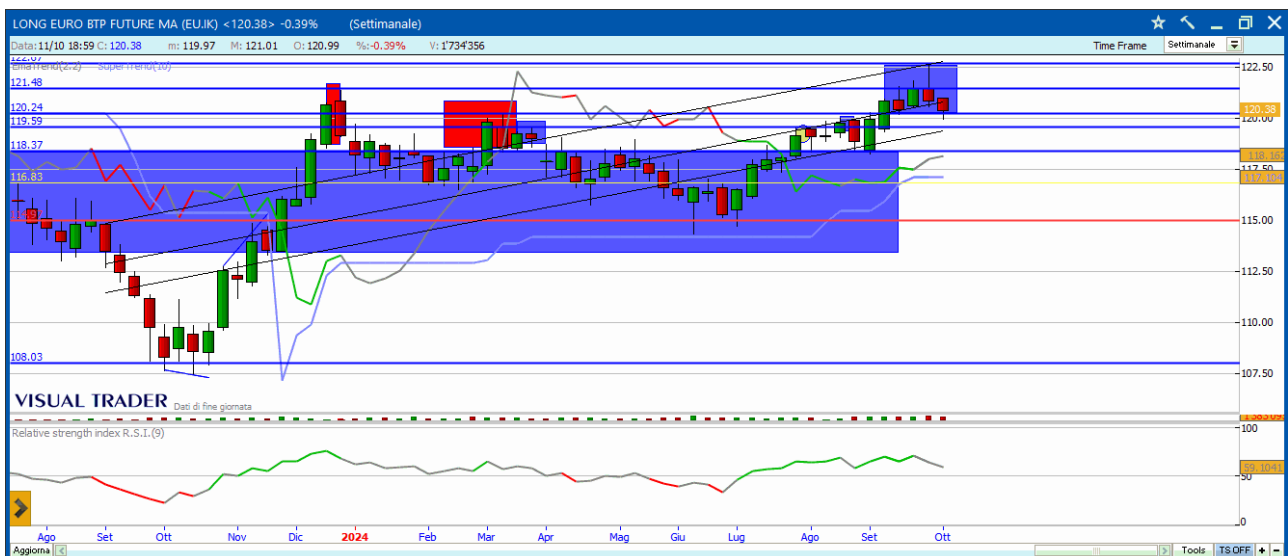 LONG EURO BTP FUTURE MA (EU.IK) <120.38> -0.39% (Settimanale)
Data:11/10 18:59 C: 120.38 m: 119.97 M: 121.01 O: 120.99 %:-0.39% V: 1'734'356 Time Frame Settimanale
EmaTrend(2.2) SuperTrend(10)
122.50
121.48
120.24
120.38
120.00
119.59
118.37
118.162
117.50
116.83
117.104
115.00
112.50
110.00
108.03
107.50
VISUAL TRADER Dati di fine giornata
Relative strength index R.S.I.(9)
100
59.1041
50
0
Ago Set Ott Nov Dic 2024 Feb Mar Apr Mag Giu Lug Ago Set Ott
Aggiorna Tools TS OFF + -